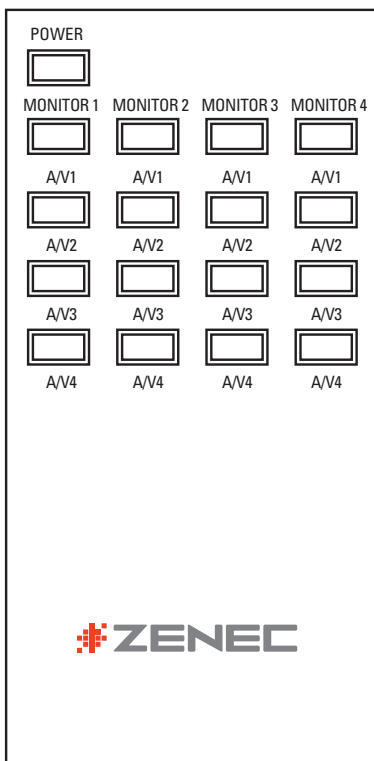 POWER
MONITOR 1 MONITOR 2 MONITOR 3 MONITOR 4
A/V1 A/V1 A/V1 A/V1
A/V2 A/V2 A/V2 A/V2
A/V3 A/V3 A/V3 A/V3
A/V4 A/V4 A/V4 A/V4
ZENEC